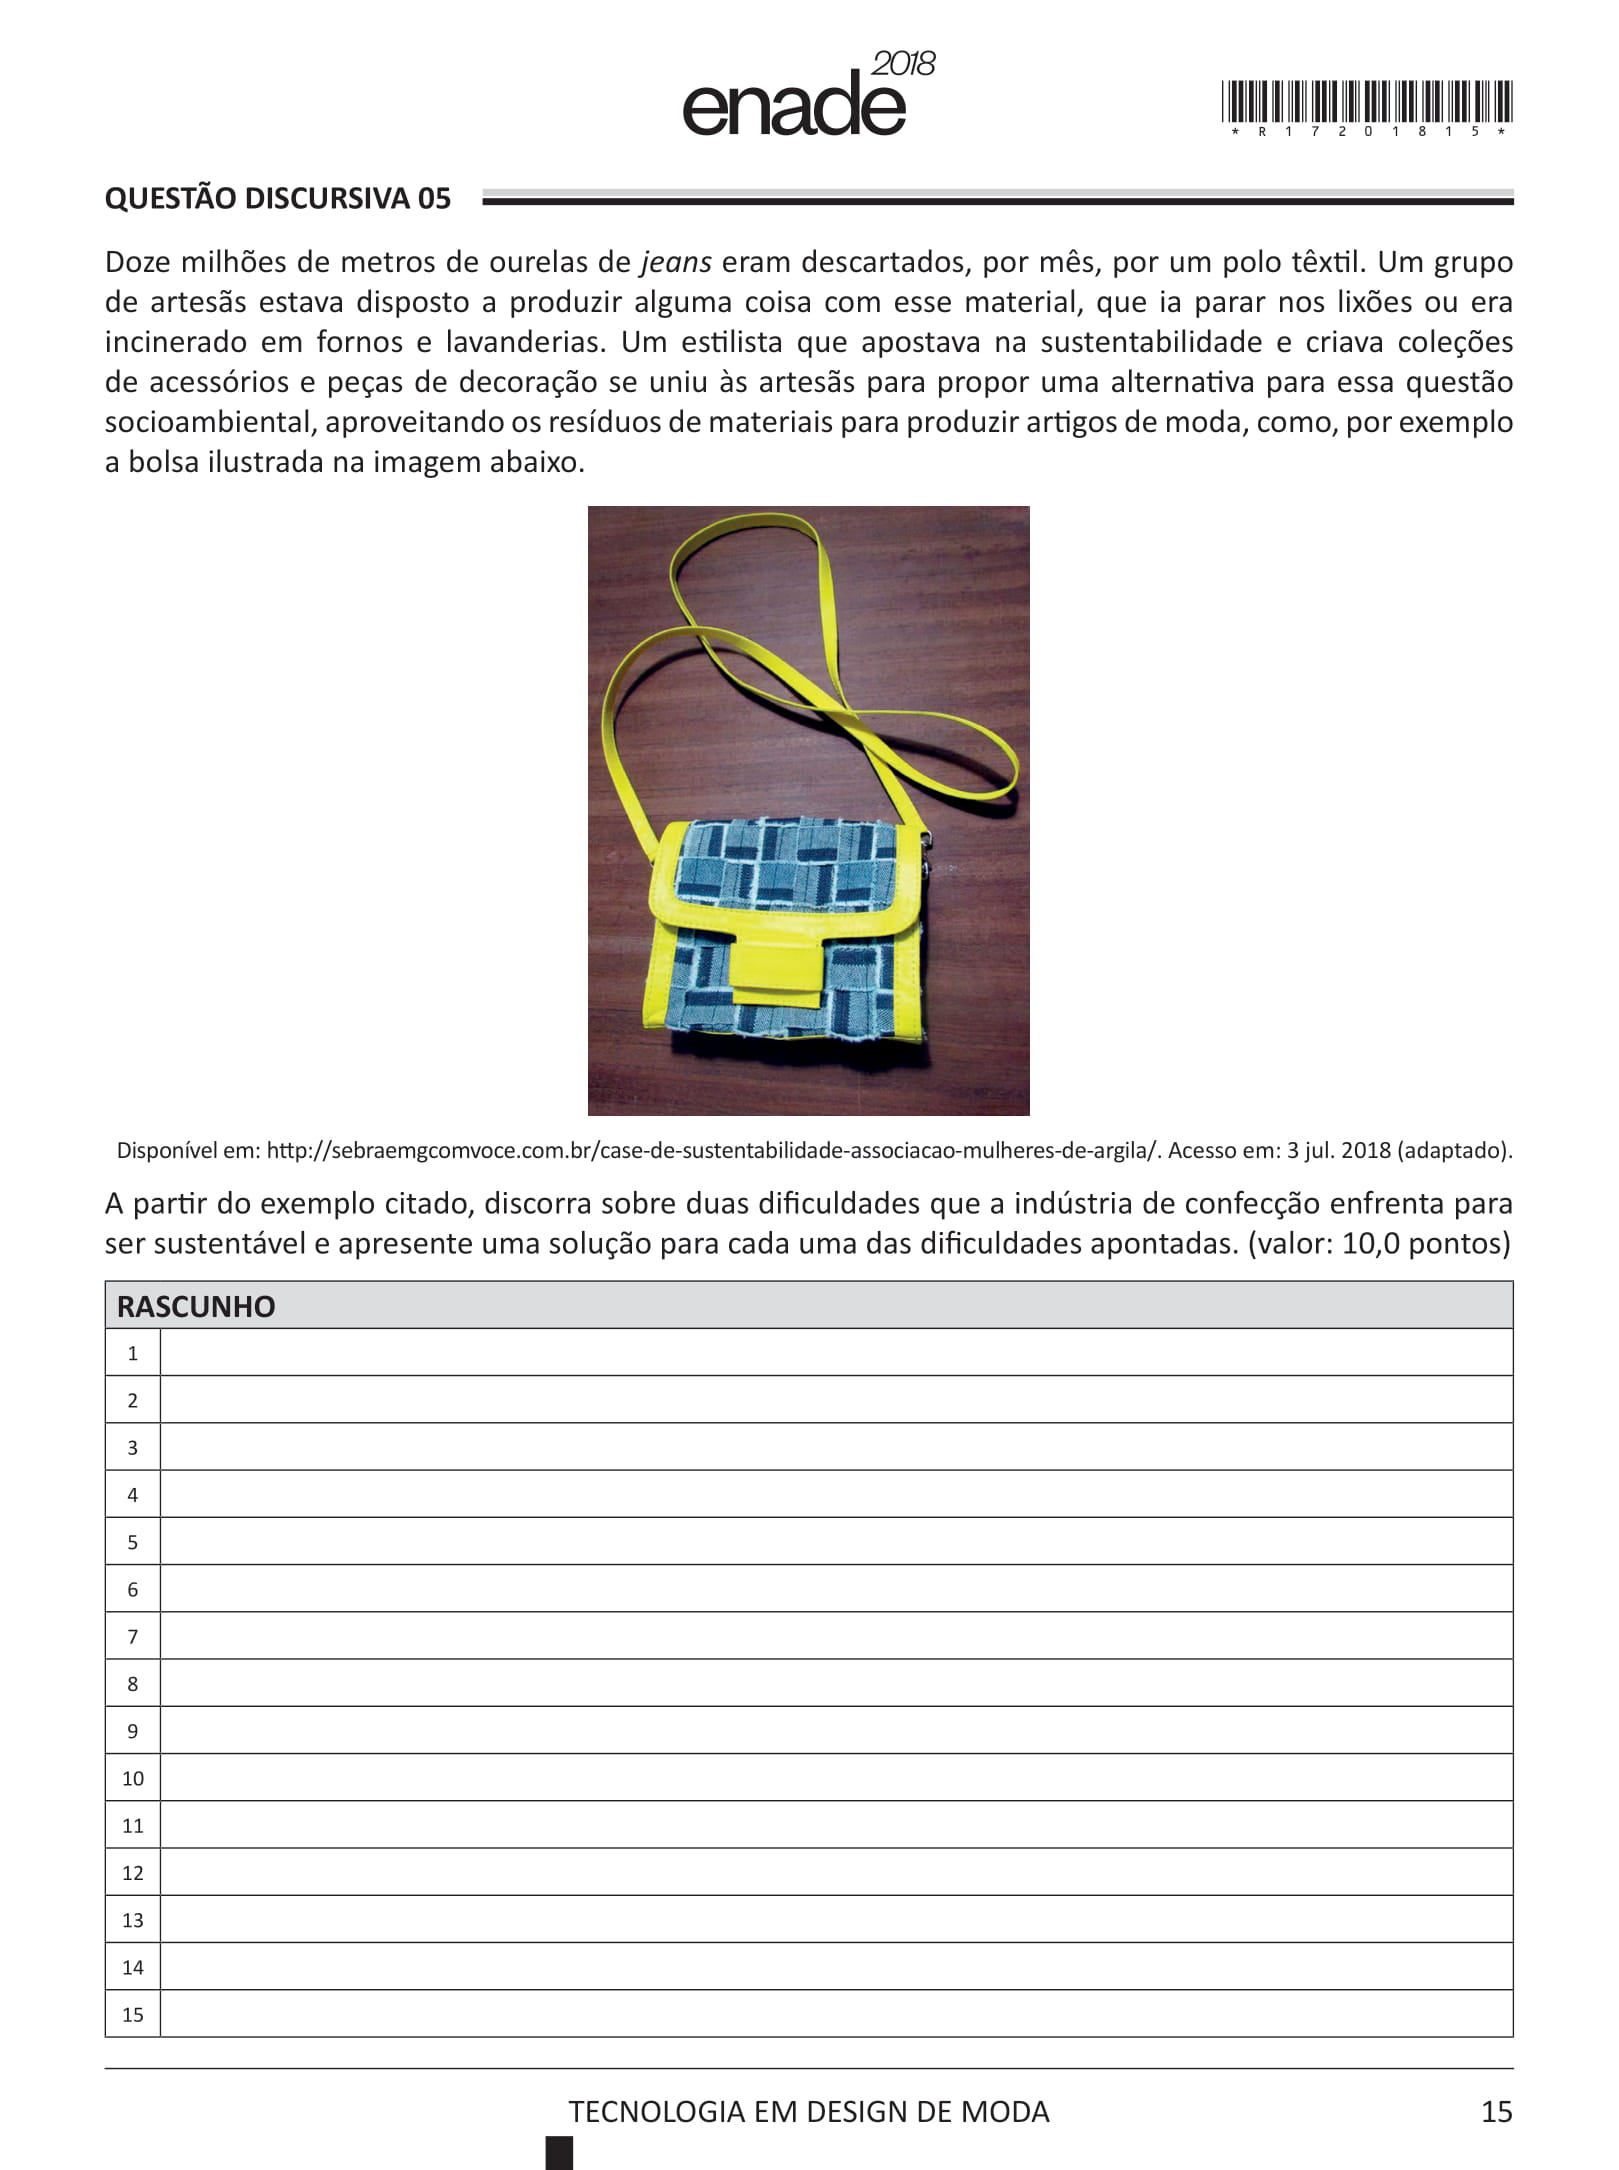 enade 2018
*R17201815*
QUESTÃO DISCURSIVA 05
Doze milhões de metros de ourelas de jeans eram descartados, por mês, por um polo têxtil. Um grupo
de artesãs estava disposto a produzir alguma coisa com esse material, que ia parar nos lixões ou era
incinerado em fornos e lavanderias. Um estilista que apostava na sustentabilidade e criava coleções
de acessórios e peças de decoração se uniu às artesãs para propor uma alternativa para essa questão
socioambiental, aproveitando os resíduos de materiais para produzir artigos de moda, como, por exemplo
a bolsa ilustrada na imagem abaixo.
Disponível em: http://sebraemgcomvoce.com.br/case-de-sustentabilidade-associacao-mulheres-de-argila/. Acesso em: 3 jul. 2018 (adaptado).
A partir do exemplo citado, discorra sobre duas dificuldades que a indústria de confecção enfrenta para
ser sustentável e apresente uma solução para cada uma das dificuldades apontadas. (valor: 10,0 pontos)
RASCUNHO
1
2
3
4
5
6
7
8
9
10
11
12
13
14
15
TECNOLOGIA EM DESIGN DE MODA
15